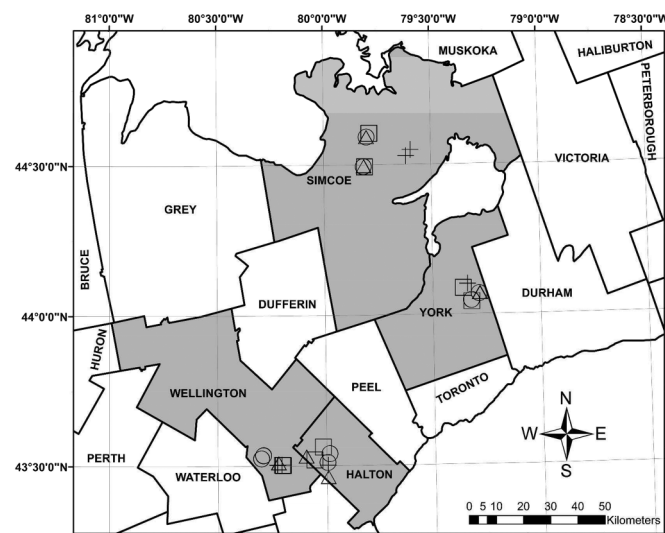 81°0'0" 80°30'0" 80°0'0" 79°30'0" 79°0'0" 78°30'0"
MUSKOKA
HALIBURTON
PETERBOROUGH
44°30'0"N
VICTORIA
SIMCOE
GREY
BRUCE
DURHAM
DUFFERIN
44°0'0"N
YORK
HURON
PEEL
TORONTO
WELLINGTON
N
W E
S
PERTH
43°30'0"N
WATERLOO
HALTON
0 5 10 20 30 40 50
Kilometers